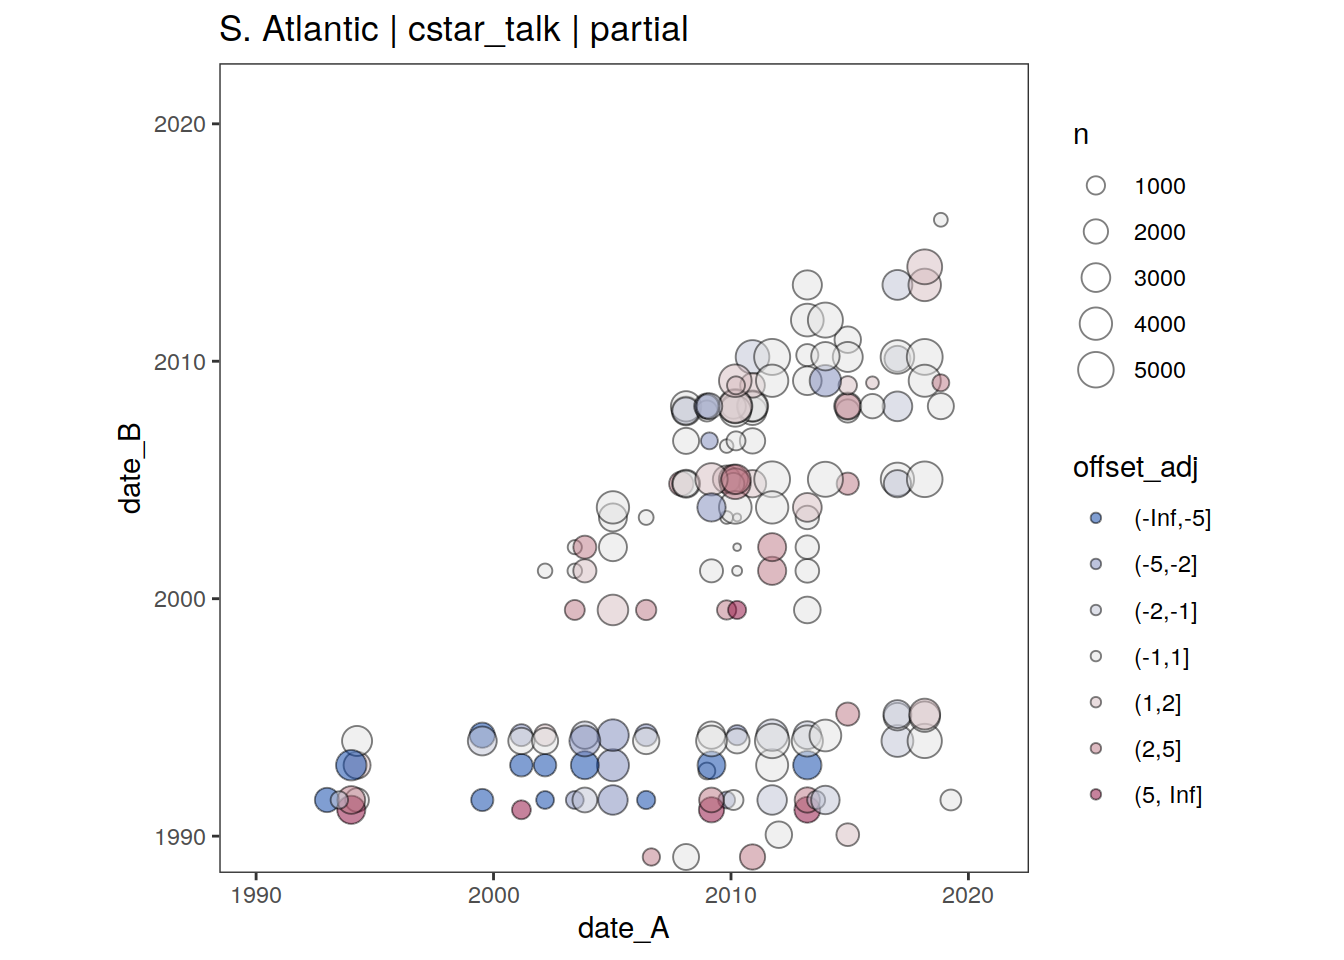 S. Atlantic | cstar_talk | partial
2020
2010
2000
1990
date_B
1990 2000 2010 2020
date_A
n
1000
2000
3000
4000
5000
offset_adj
(-Inf,-5]
(-5,-2]
(-2,-1]
(-1,1]
(1,2]
(2,5]
(5, Inf]